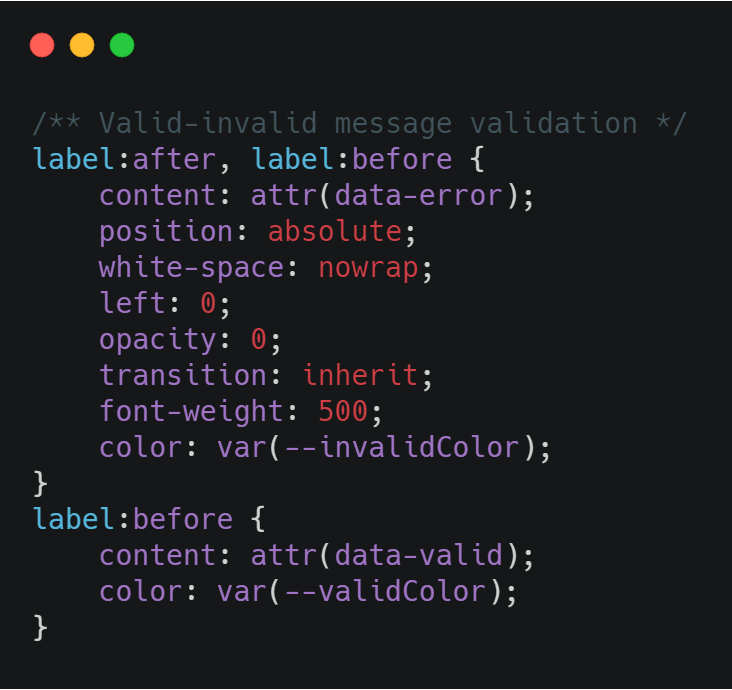 /** Valid-invalid message validation */
label:after, label:before {
    content: attr(data-error);
    position: absolute;
    white-space: nowrap;
    left: 0;
    opacity: 0;
    transition: inherit;
    font-weight: 500;
    color: var(--invalidColor);
}
label:before {
    content: attr(data-valid);
    color: var(--validColor);
}